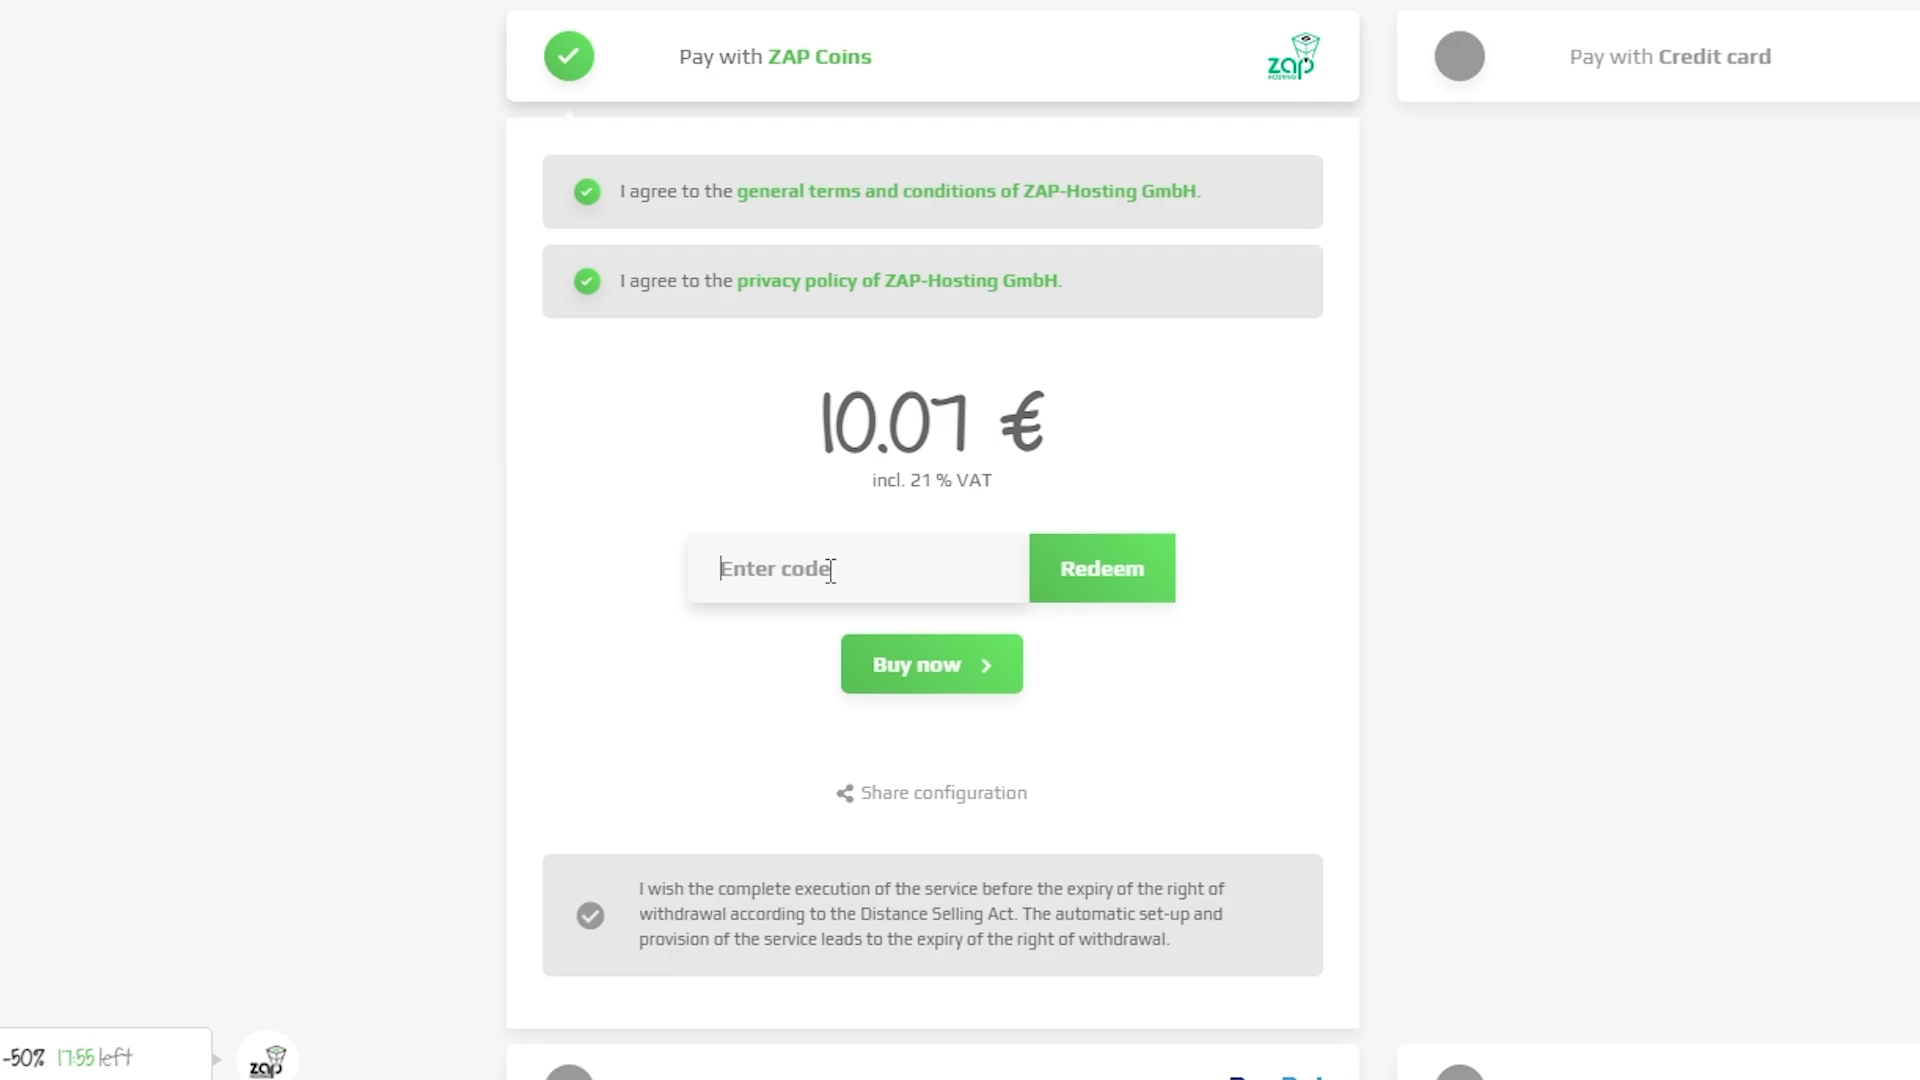 Pay with ZAP Coins
zap
HOSTING
Pay with Credit card
I agree to the general terms and conditions of ZAP-Hosting GmbH.
I agree to the privacy policy of ZAP-Hosting GmbH.
10.07 €
incl. 21 % VAT
Enter code
Redeem
Buy now
Share configuration
I wish the complete execution of the service before the expiry of the right of
withdrawal according to the Distance Selling Act. The automatic set-up and
provision of the service leads to the expiry of the right of withdrawal.
-50% 17:55 left
zap